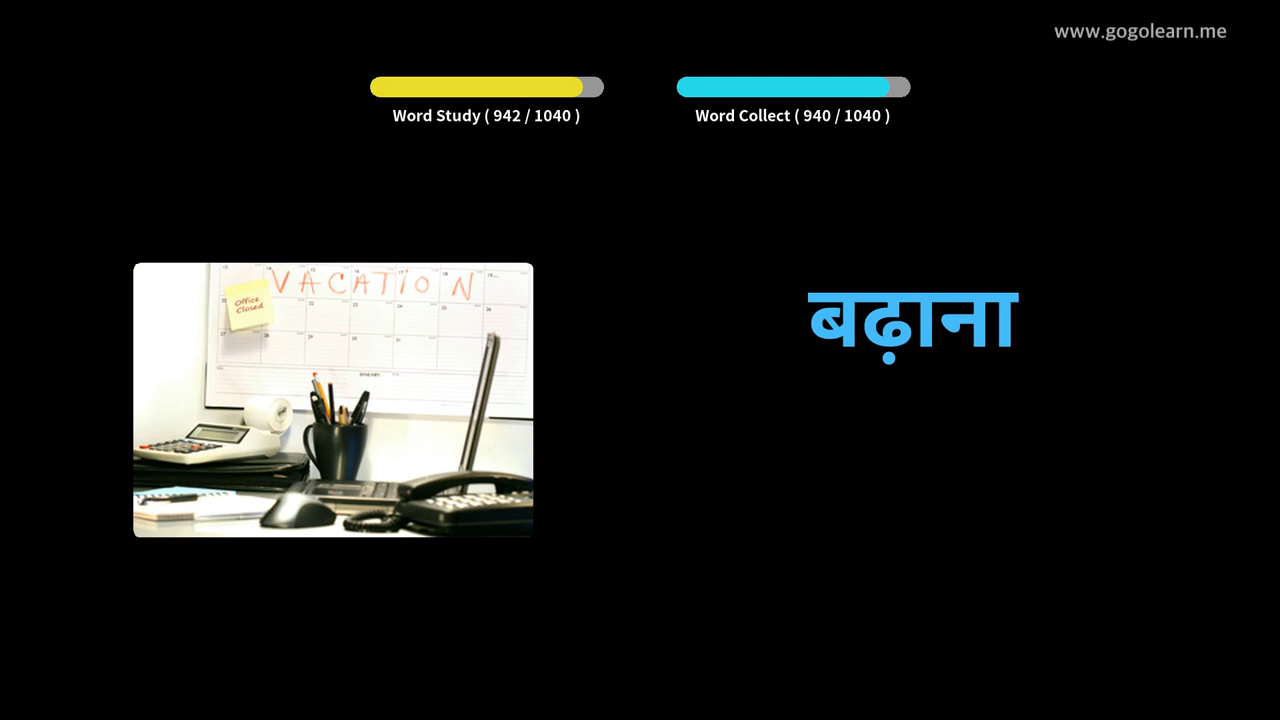 www.gogolearn.me
Word Study ( 942 / 1040 )
Word Collect ( 940 / 1040 )
VACATION
Office
Closed
बढ़ाना